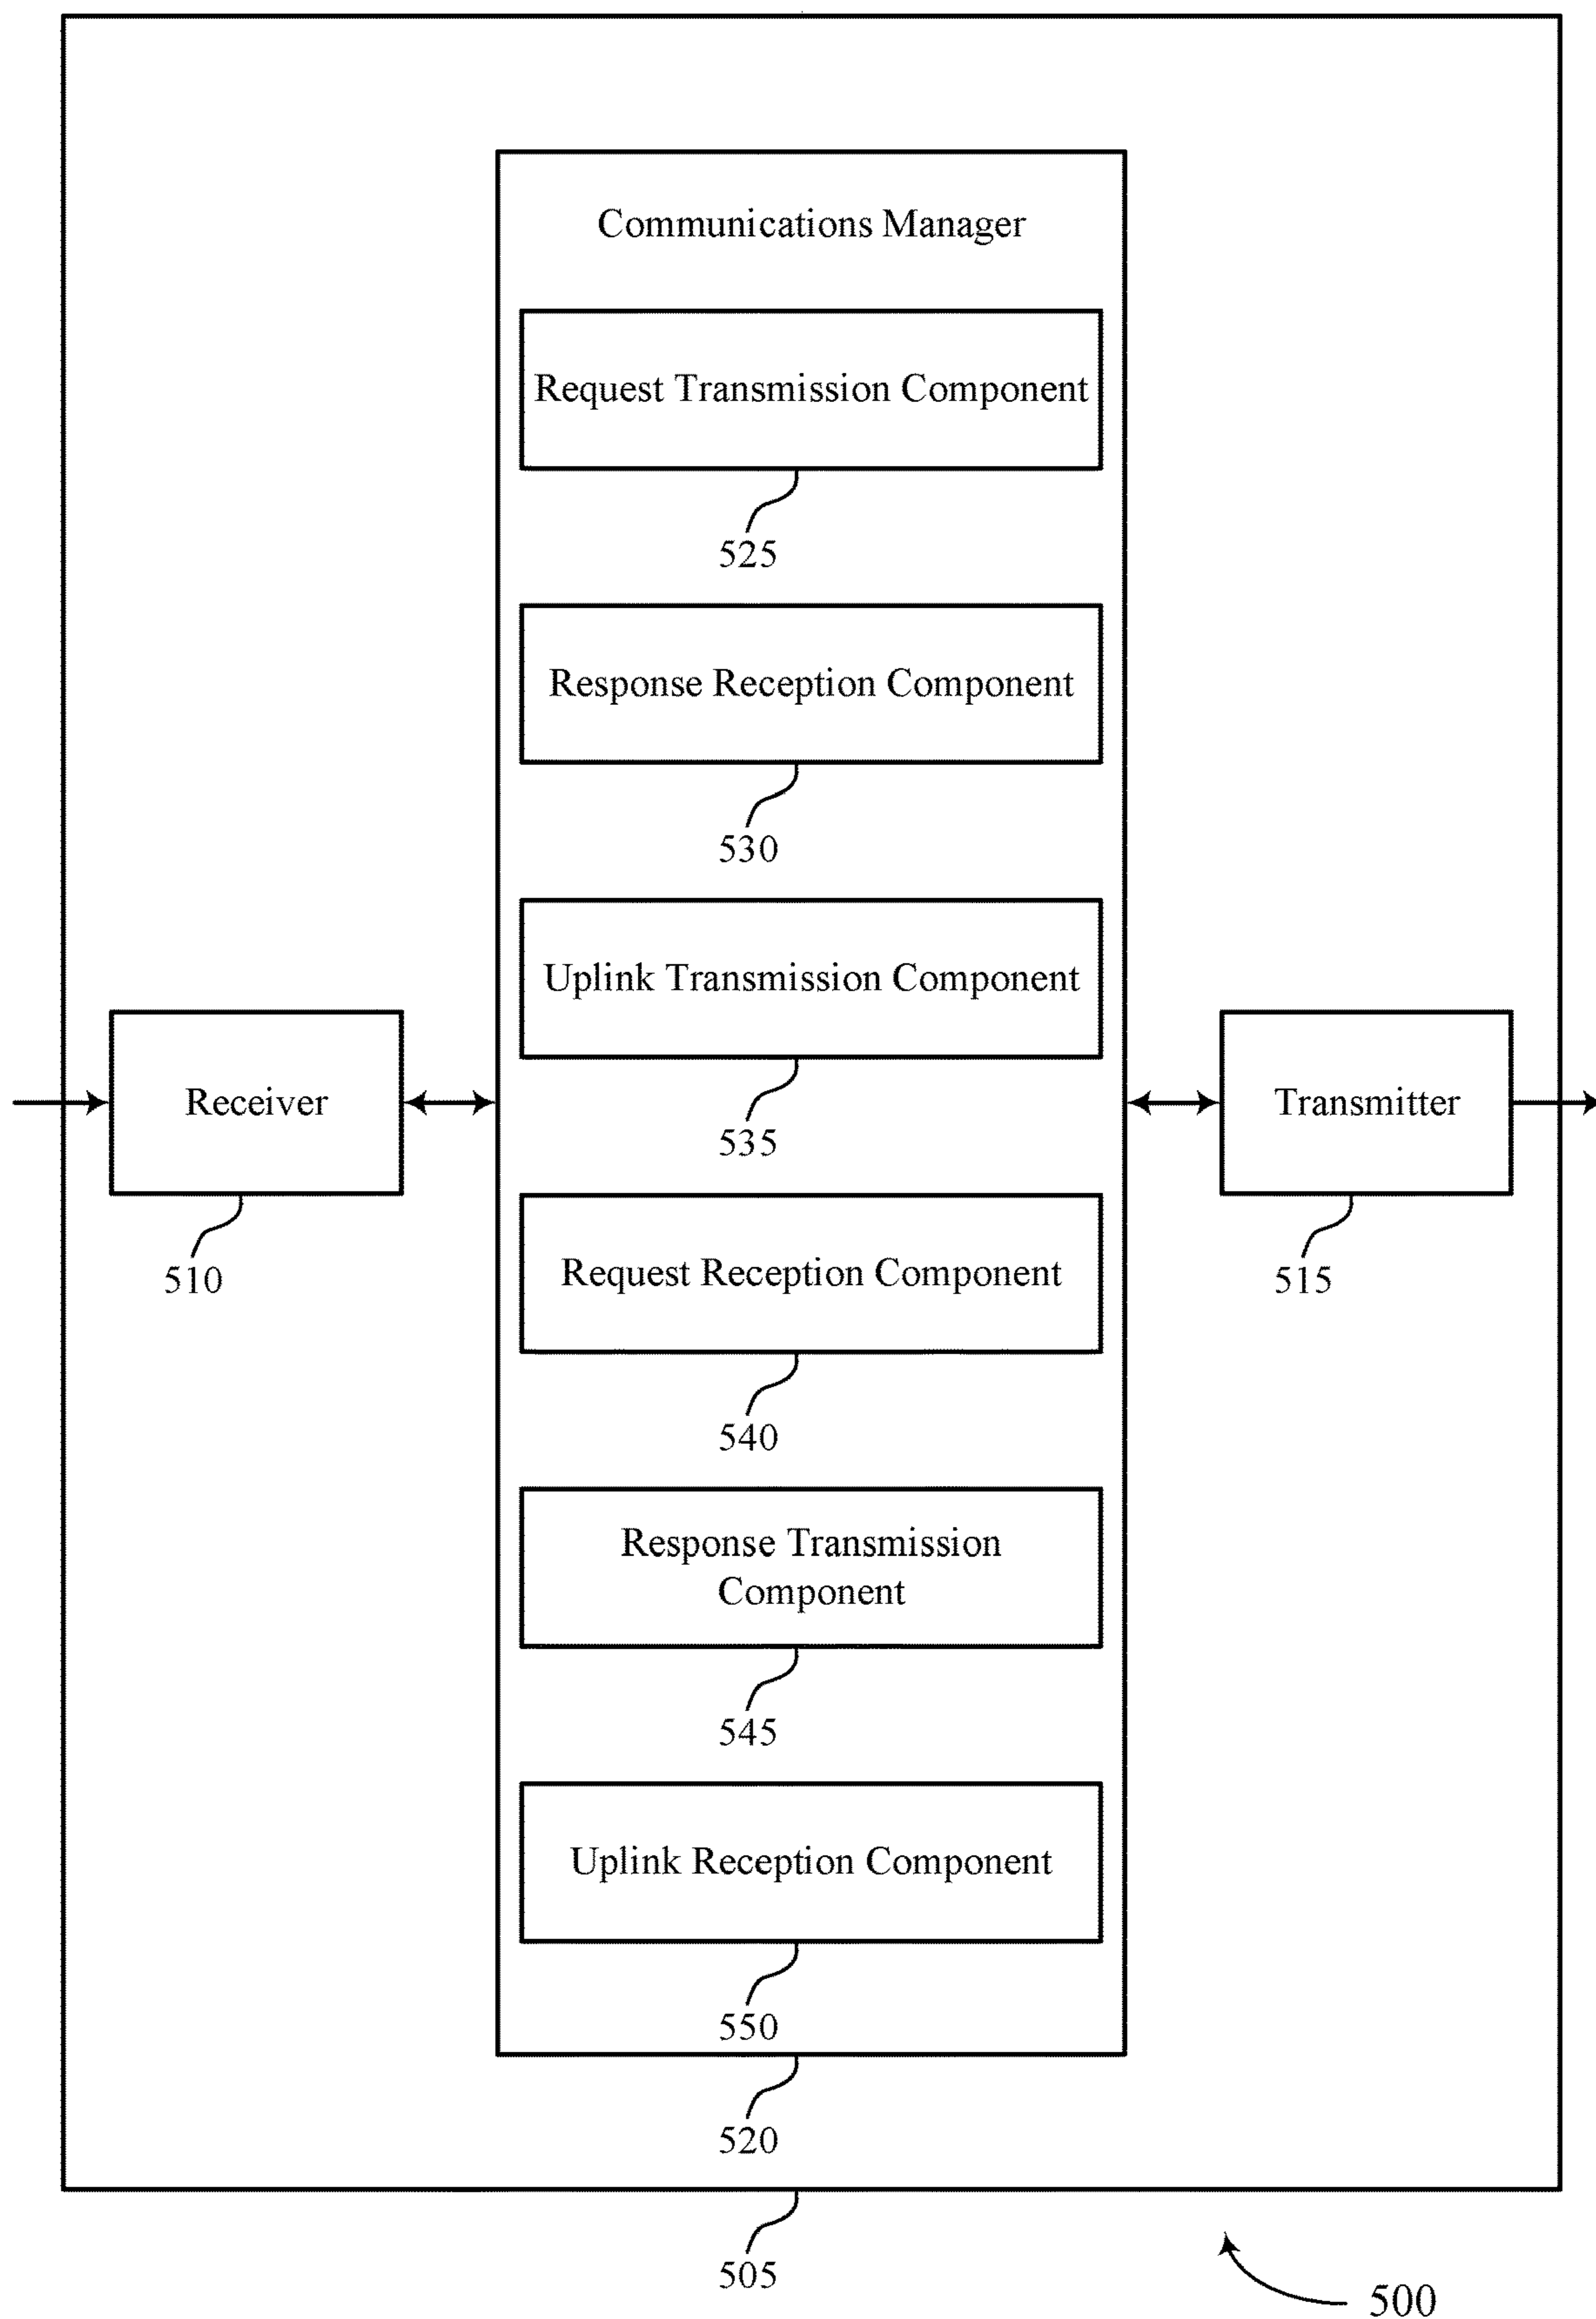 Communications Manager
Request Transmission Component
525
Response Reception Component
530
Uplink Transmission Component
535
Receiver
510
Transmitter
515
Request Reception Component
540
Response Transmission
Component
545
Uplink Reception Component
550
520
505
500